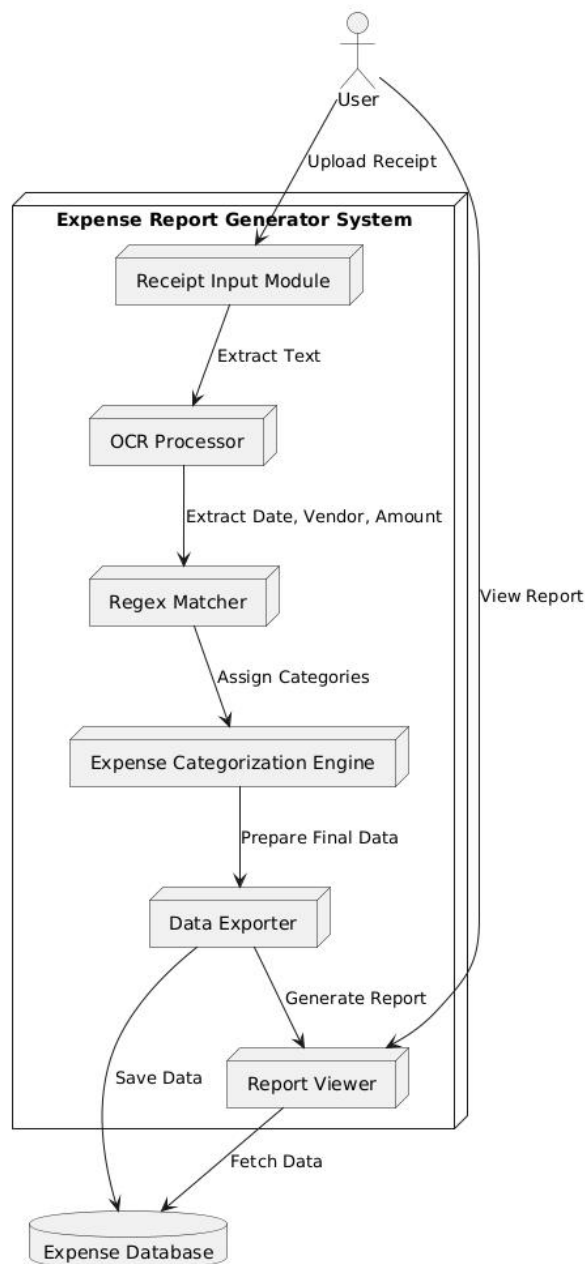 User
Upload Receipt
Expense Report Generator System
Receipt Input Module
Extract Text
OCR Processor
Extract Date, Vendor, Amount
Regex Matcher
View Report
Assign Categories
Expense Categorization Engine
Prepare Final Data
Data Exporter
Generate Report
Save Data
Report Viewer
Fetch Data
Expense Database